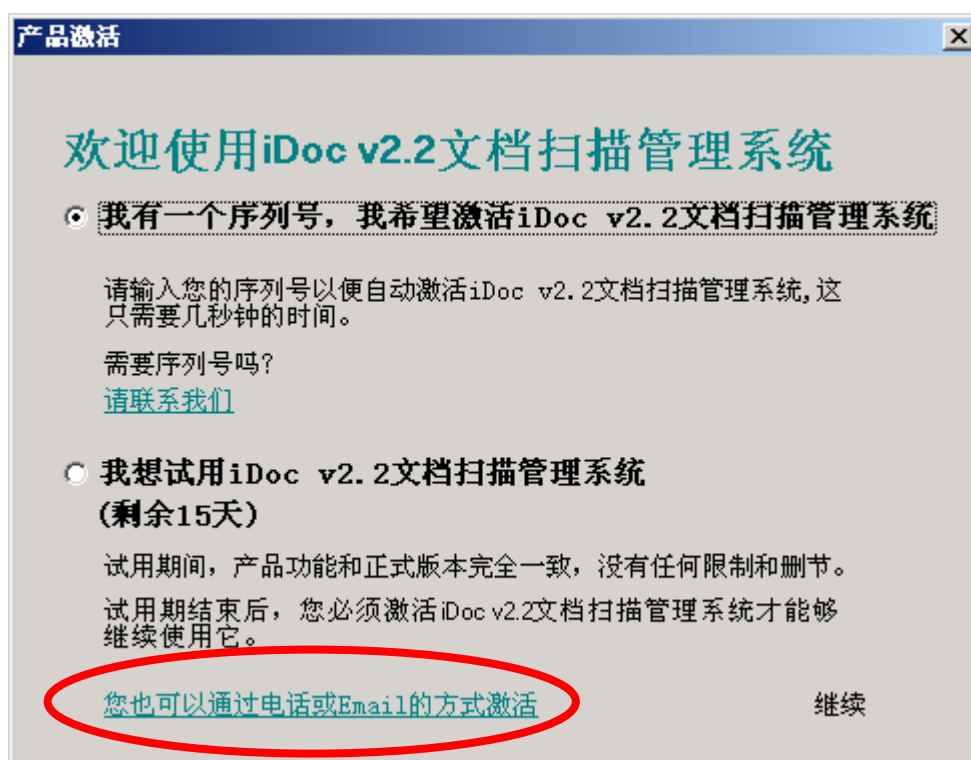 产品激活
欢迎使用iDoc v2.2文档扫描管理系统
我有一个序列号，我希望激活iDoc v2.2文档扫描管理系统
请输入您的序列号以便自动激活iDoc v2.2文档扫描管理系统,这
只需要几秒钟的时间。
需要序列号吗?
请联系我们
我想试用iDoc v2.2文档扫描管理系统
(剩余15天)
试用期间，产品功能和正式版本完全一致，没有任何限制和删节。
试用期结束后，您必须激活iDoc v2.2文档扫描管理系统才能够
继续使用它。
您也可以通过电话或Email的方式激活
继续